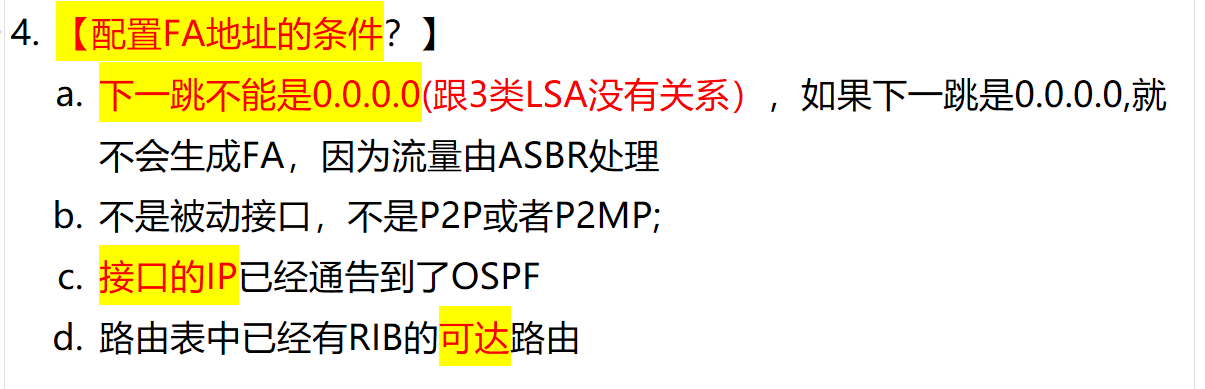 4. 【配置FA地址的条件？】
a. 下一跳不能是0.0.0.0(跟3类LSA没有关系），如果下一跳是0.0.0.0,就
不会生成FA，因为流量由ASBR处理
b. 不是被动接口，不是P2P或者P2MP;
c. 接口的IP已经通告到了OSPF
d. 路由表中已经有RIB的可达路由